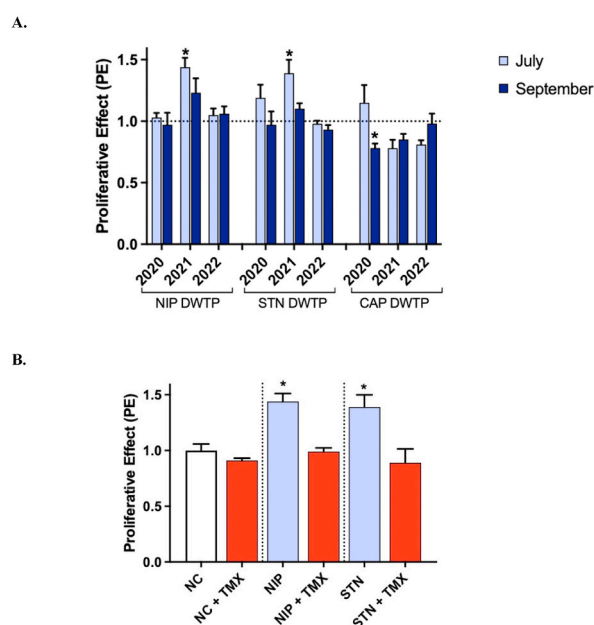 A.
Proliferative Effect (PE)
1.5
1.0
0.5
0.0
* * *
July
September
2020 2021 2022 2020 2021 2022 2020 2021 2022
NIP DWTP STN DWTP CAP DWTP
B.
Proliferative Effect (PE)
1.5
1.0
0.5
0.0
* *
NC NC + TMX NIP NIP + TMX STN STN + TMX